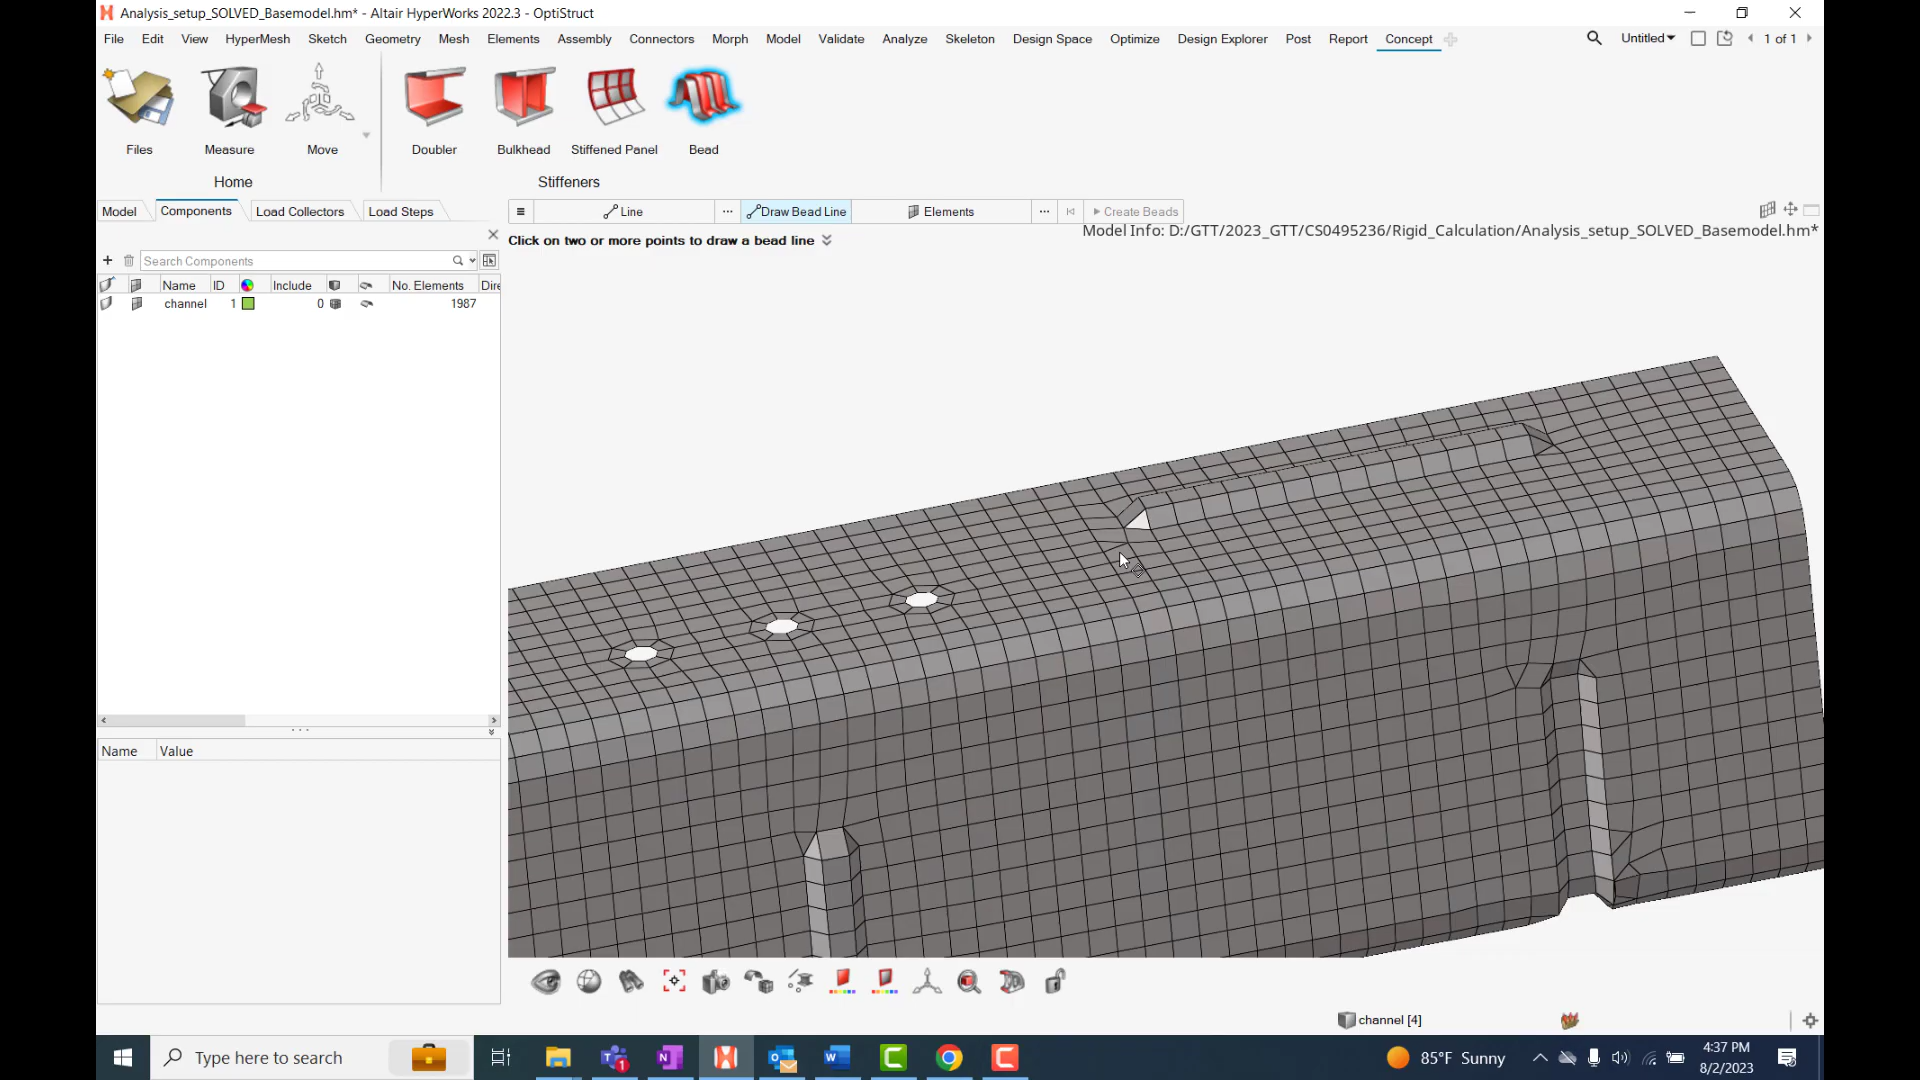 Analysis_setup_SOLVED_Basemodel.hm* - Altair HyperWorks 2022.3 - OptiStruct
File Edit View HyperMesh Sketch Geometry Mesh Elements Assembly Connectors Morph Model Validate Analyze Skeleton Design Space Optimize Design Explorer Post Report Concept Untitled 1 of 1
Files Measure Move Doubler Bulkhead Stiffened Panel Bead
Home Stiffeners
Model Components Load Collectors Load Steps Line ... Draw Bead Line Elements ... Create Beads
Model Info: D:/GTT/2023_GTT/CS0495236/Rigid_Calculation/Analysis_setup_SOLVED_Basemodel.hm*
Click on two or more points to draw a bead line
Search Components
Name ID Include No. Elements Dire
channel 1 0 1987
Name Value
channel [4]
Type here to search
1
85°F Sunny
4:37 PM
8/2/2023